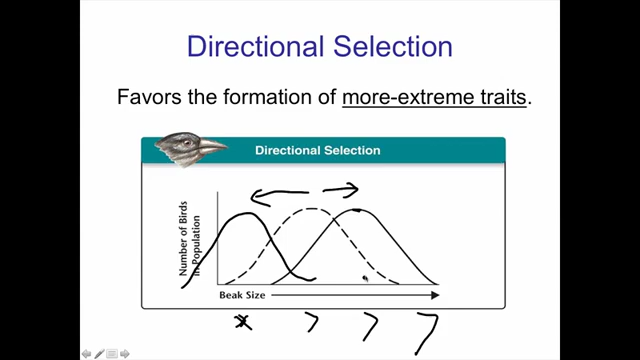 Directional Selection
Favors the formation of more-extreme traits.
Directional Selection
Number of Birds
in Population
Beak Size